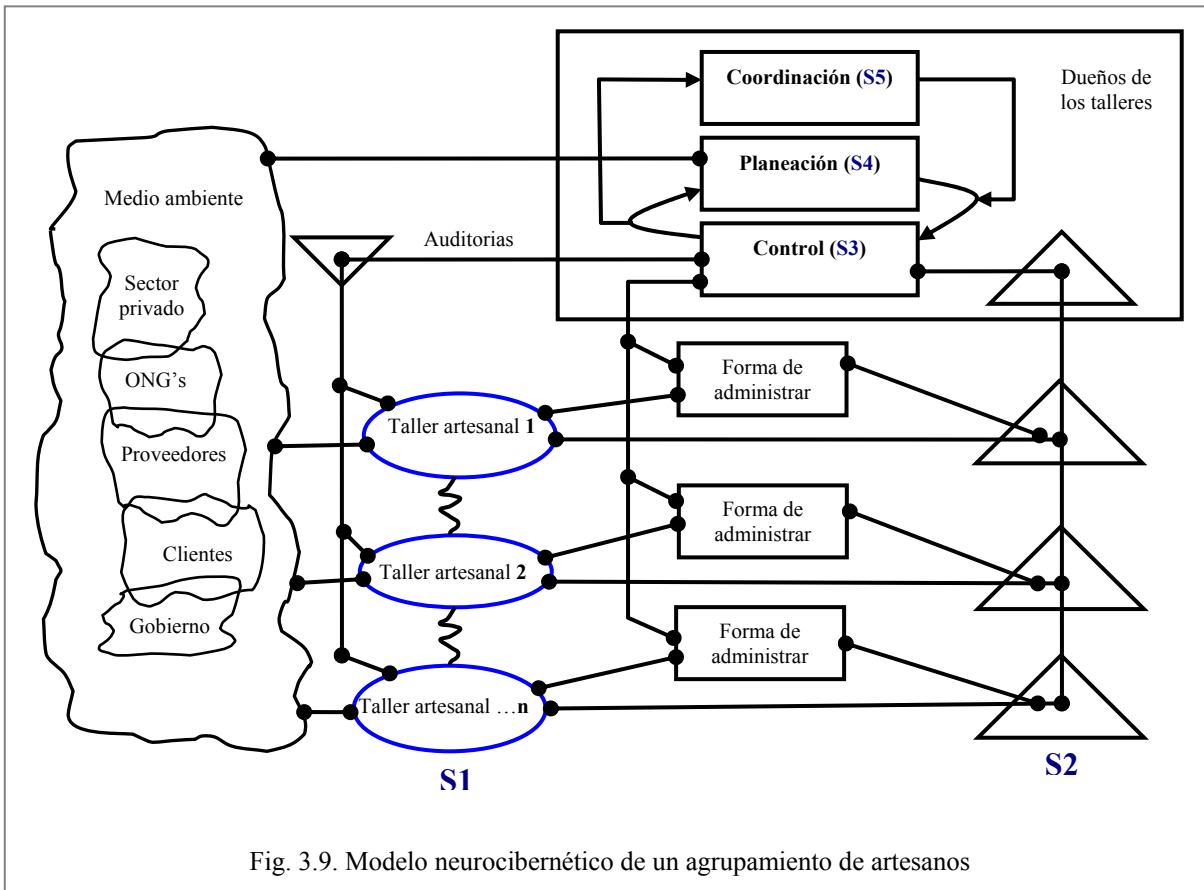 Coordinación (S5)
Dueños de
los talleres
Planeación (S4)
Medio ambiente
Auditorias
Control (S3)
Sector
privado
ONG's
Proveedores
Clientes
Gobierno
Taller artesanal 1
Forma de
administrar
Taller artesanal 2
Forma de
administrar
Taller artesanal …n
Forma de
administrar
S1
S2
Fig. 3.9. Modelo neurocibernético de un agrupamiento de artesanos